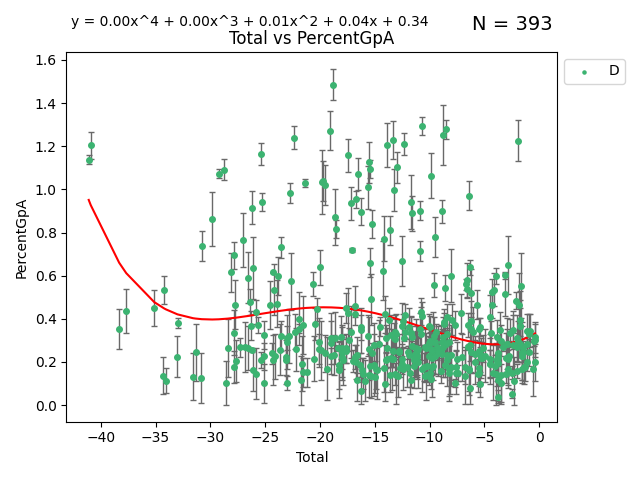 y = 0.00x^4 + 0.00x^3 + 0.01x^2 + 0.04x + 0.34
N = 393
Total vs PercentGpA
D
PercentGpA
1.6
1.4
1.2
1.0
0.8
0.6
0.4
0.2
0.0
−40 −35 −30 −25 −20 −15 −10 −5 0
Total